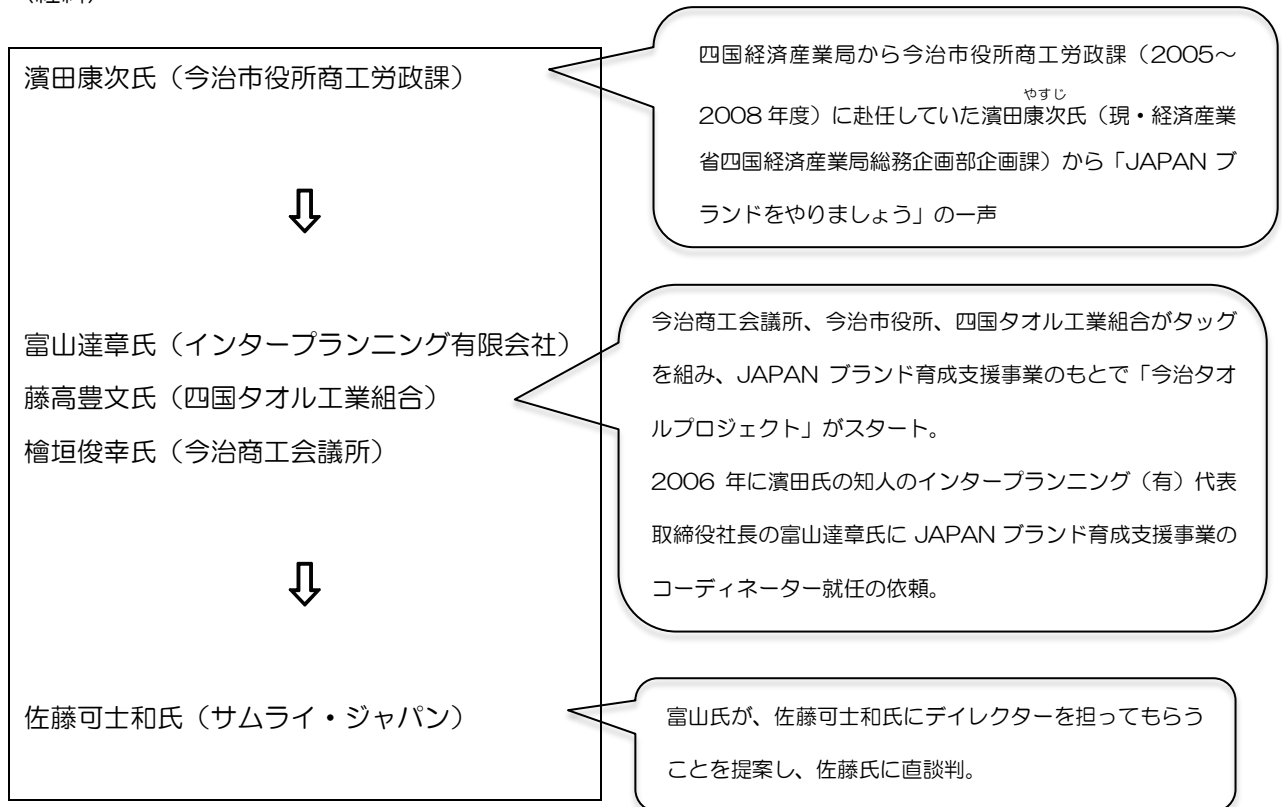 濱田康次氏（今治市役所商工労政課）
四国経済産業局から今治市役所商工労政課（2005～
やすじ
2008 年度）に赴任していた濱田康次氏（現・経済産業
省四国経済産業局総務企画部企画課）から「JAPAN ブ
ランドをやりましょう」の一声
⇩
富山達章氏（インタープランニング有限会社）
藤高豊文氏（四国タオル工業組合）
檜垣俊幸氏（今治商工会議所）
今治商工会議所、今治市役所、四国タオル工業組合がタッグ
を組み、JAPAN ブランド育成支援事業のもとで「今治タオ
ルプロジェクト」がスタート。
2006 年に濱田氏の知人のインタープランニング（有）代表
取締役社長の富山達章氏に JAPAN ブランド育成支援事業の
コーディネーター就任の依頼。
⇩
佐藤可士和氏（サムライ・ジャパン）
富山氏が、佐藤可士和氏にデイレクターを担ってもらう
ことを提案し、佐藤氏に直談判。